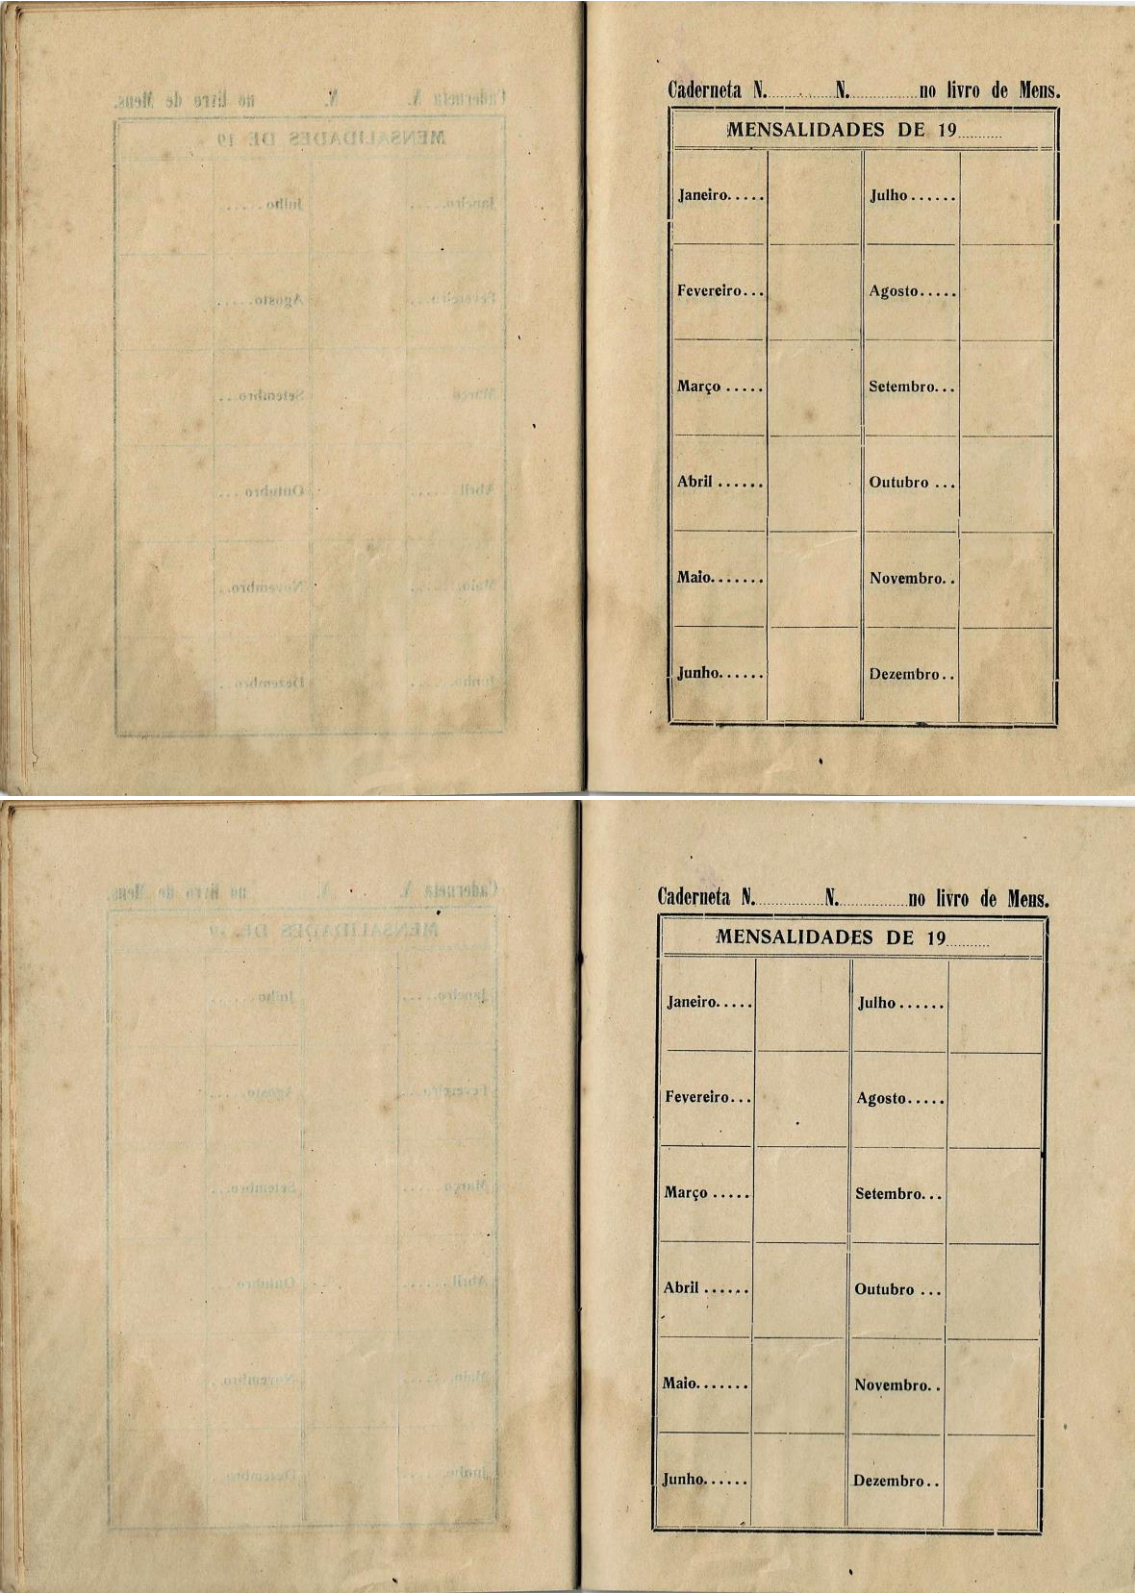 Caderneta N. ............ N. ............ no livro de Mens.
MENSALIDADES DE 19..........
Janeiro..... Julho......
Fevereiro... Agosto.....
Março ..... Setembro...
Abril ...... Outubro ...
Maio....... Novembro..
Junho...... Dezembro..
Caderneta N. ............ N. ............ no livro de Mens.
MENSALIDADES DE 19..........
Janeiro..... Julho......
Fevereiro... Agosto.....
Março ..... Setembro...
Abril ...... Outubro ...
Maio....... Novembro..
Junho...... Dezembro..